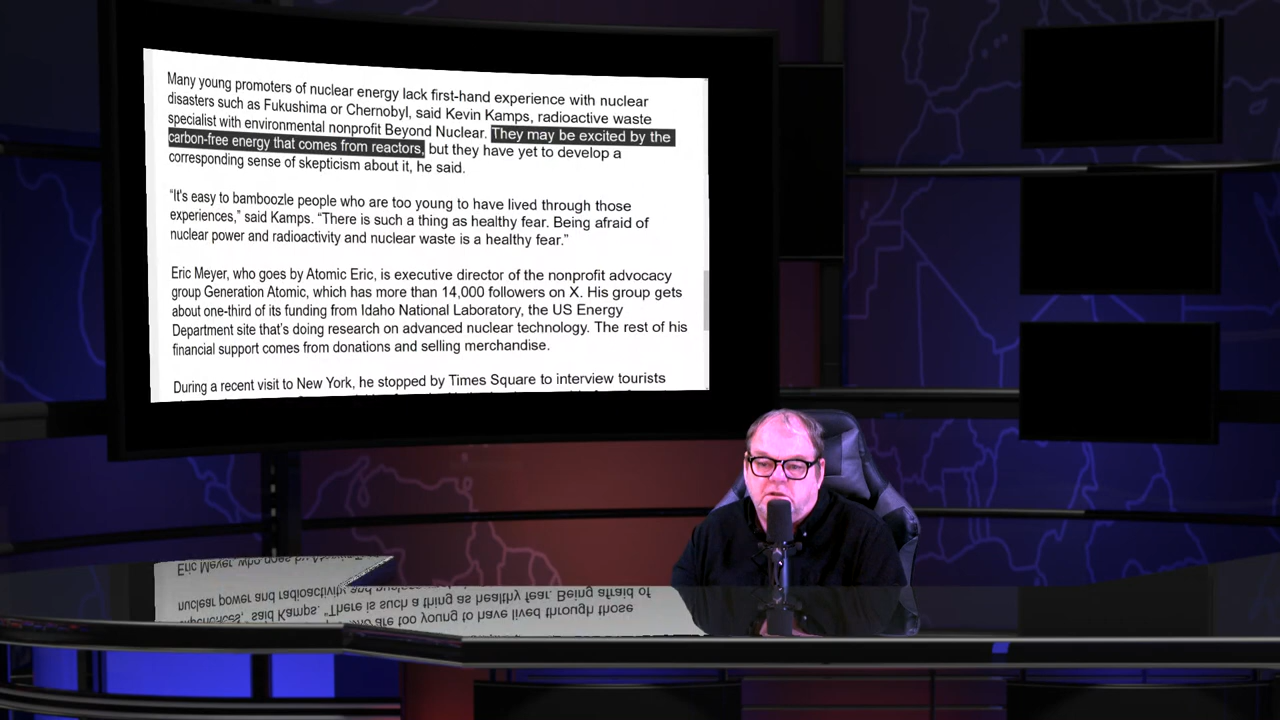 Many young promoters of nuclear energy lack first-hand experience with nuclear
disasters such as Fukushima or Chernobyl, said Kevin Kamps, radioactive waste
specialist with environmental nonprofit Beyond Nuclear. They may be excited by the
carbon-free energy that comes from reactors, but they have yet to develop a
corresponding sense of skepticism about it, he said.
“It's easy to bamboozle people who are too young to have lived through those
experiences,” said Kamps. “There is such a thing as healthy fear. Being afraid of
nuclear power and radioactivity and nuclear waste is a healthy fear.”
Eric Meyer, who goes by Atomic Eric, is executive director of the nonprofit advocacy
group Generation Atomic, which has more than 14,000 followers on X. His group gets
about one-third of its funding from Idaho National Laboratory, the US Energy
Department site that's doing research on advanced nuclear technology. The rest of his
financial support comes from donations and selling merchandise.
During a recent visit to New York, he stopped by Times Square to interview tourists